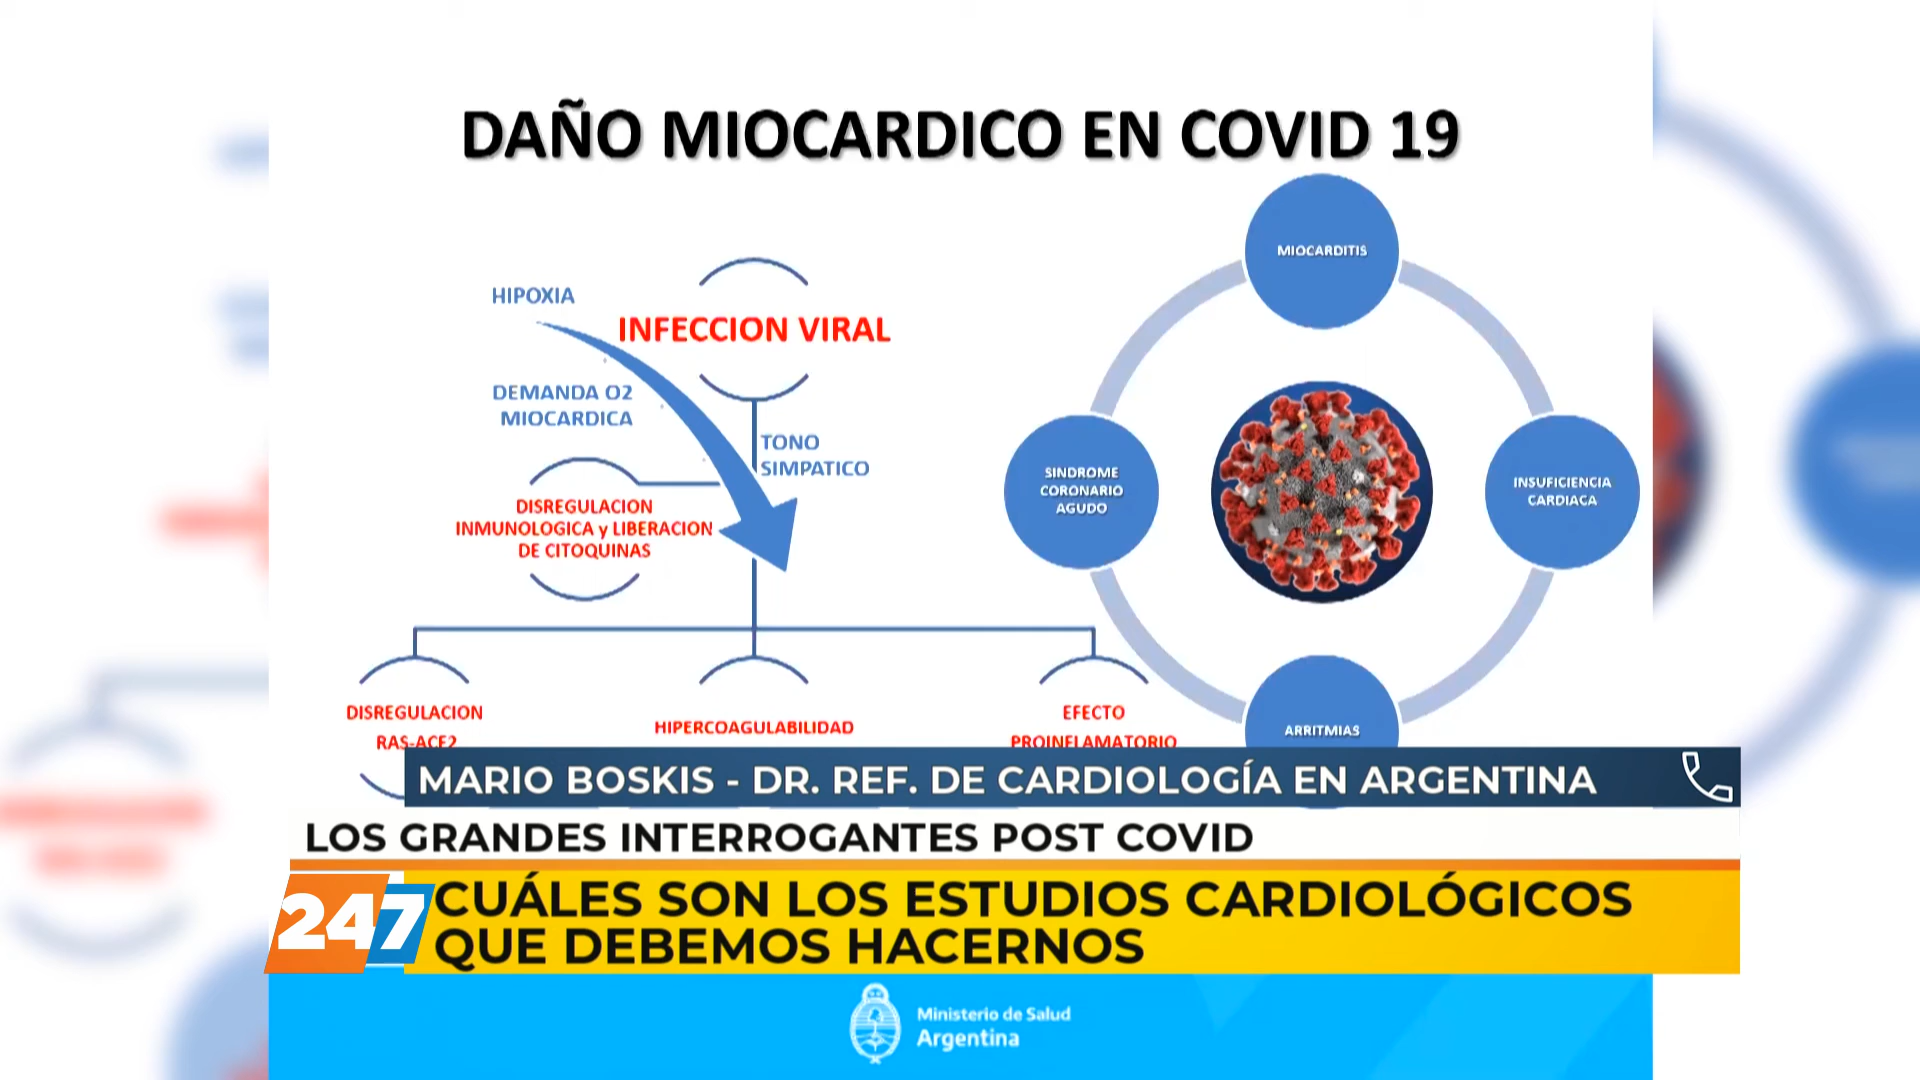 DAÑO MIOCARDICO EN COVID 19
HIPOXIA
INFECCION VIRAL
DEMANDA O2
MIOCARDICA
TONO
SIMPATICO
DISREGULACION
INMUNOLOGICA y LIBERACION
DE CITOQUINAS
DISREGULACION
RAS-ACE2
HIPERCOAGULABILIDAD
EFECTO
PROINFLAMATORIO
MIOCARDITIS
SINDROME
CORONARIO
AGUDO
INSUFICIENCIA
CARDIACA
ARRITMIAS
MARIO BOSKIS - DR. REF. DE CARDIOLOGÍA EN ARGENTINA
LOS GRANDES INTERROGANTES POST COVID
247
CUÁLES SON LOS ESTUDIOS CARDIOLÓGICOS
QUE DEBEMOS HACERNOS
Ministerio de Salud
Argentina